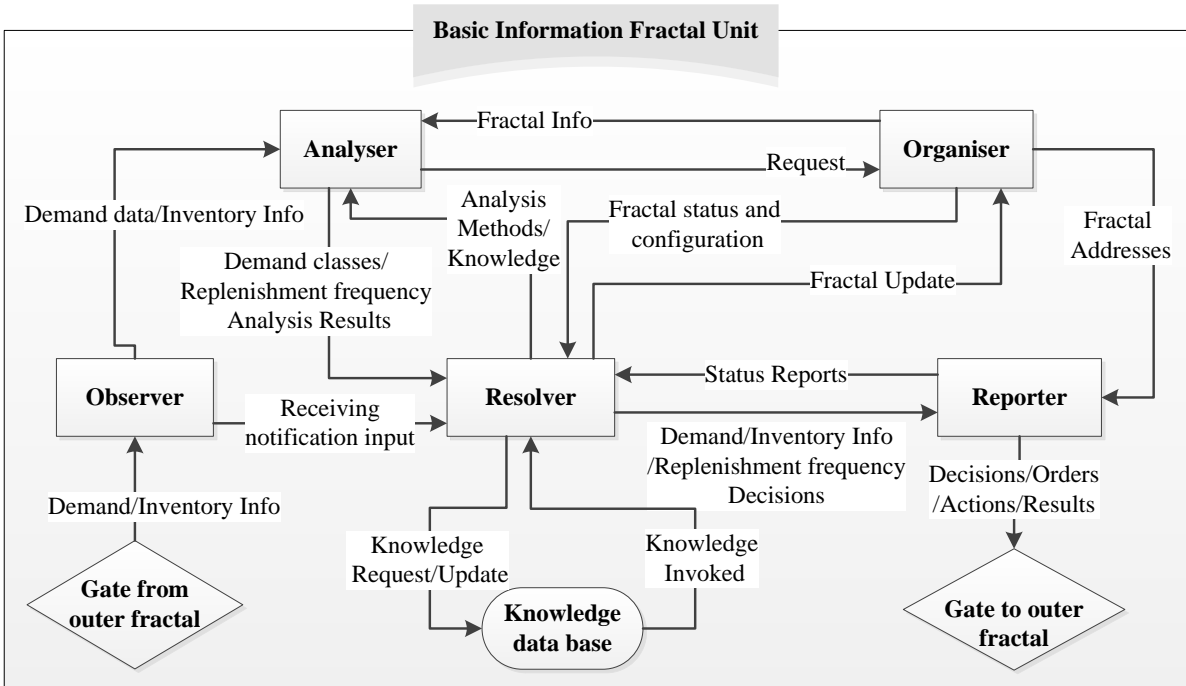 Basic Information Fractal Unit
Fractal Info
Analyser
Organiser
Request
Demand data/Inventory Info
Analysis
Methods/
Knowledge
Fractal status and
configuration
Fractal
Addresses
Demand classes/
Replenishment frequency
Analysis Results
Fractal Update
Observer
Resolver
Status Reports
Reporter
Receiving
notification input
Demand/Inventory Info
/Replenishment frequency
Decisions
Decisions/Orders
/Actions/Results
Demand/Inventory Info
Knowledge
Request/Update
Knowledge
Invoked
Gate from
outer fractal
Knowledge
data base
Gate to outer
fractal